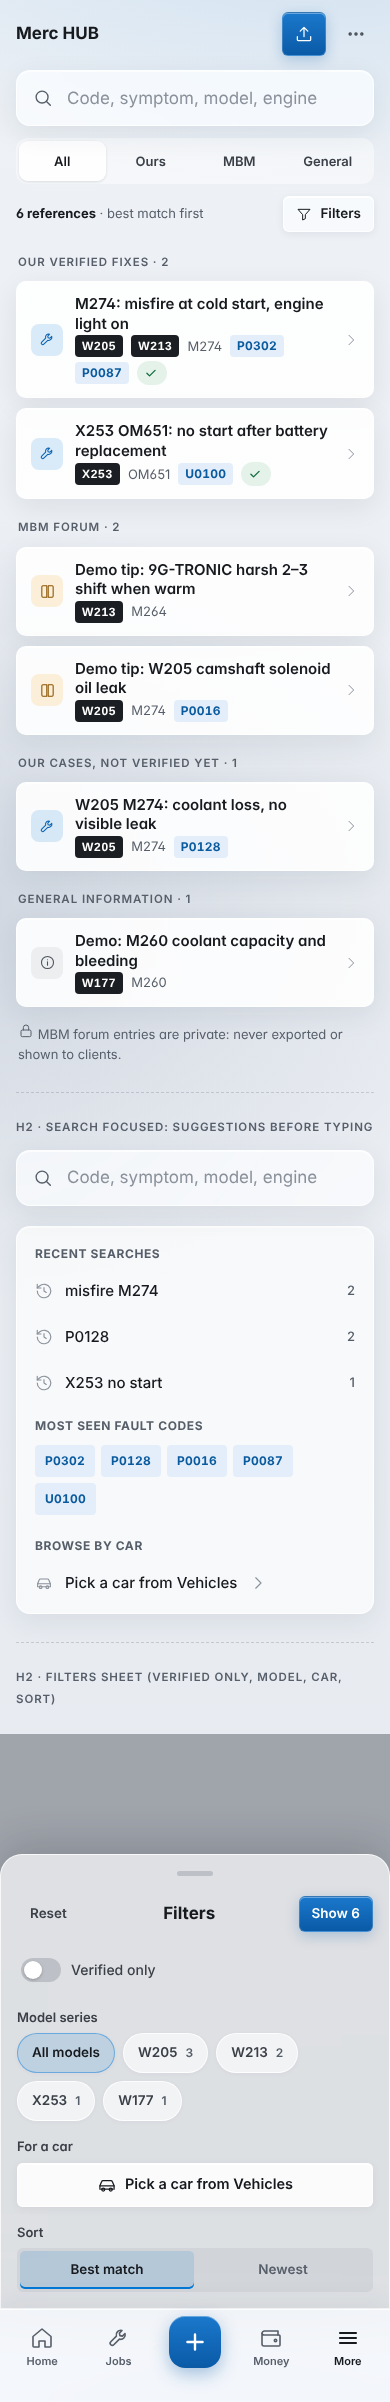 Merc HUB
Code, symptom, model, engine
All Ours MBM General
6 references · best match first Filters
OUR VERIFIED FIXES · 2
M274: misfire at cold start, engine
light on
W205 W213 M274 P0302
P0087
X253 OM651: no start after battery
replacement
X253 OM651 U0100
MBM FORUM · 2
Demo tip: 9G-TRONIC harsh 2–3
shift when warm
W213 M264
Demo tip: W205 camshaft solenoid
oil leak
W205 M274 P0016
OUR CASES, NOT VERIFIED YET · 1
W205 M274: coolant loss, no
visible leak
W205 M274 P0128
GENERAL INFORMATION · 1
Demo: M260 coolant capacity and
bleeding
W177 M260
MBM forum entries are private: never exported or
shown to clients.
H2 · SEARCH FOCUSED: SUGGESTIONS BEFORE TYPING
Code, symptom, model, engine
RECENT SEARCHES
misfire M274 2
P0128 2
X253 no start 1
MOST SEEN FAULT CODES
P0302 P0128 P0016 P0087
U0100
BROWSE BY CAR
Pick a car from Vehicles
H2 · FILTERS SHEET (VERIFIED ONLY, MODEL, CAR,
SORT)
Reset Filters Show 6
Verified only
Model series
All models W205 3 W213 2
X253 1 W177 1
For a car
Pick a car from Vehicles
Sort
Best match Newest
Home Jobs Money More